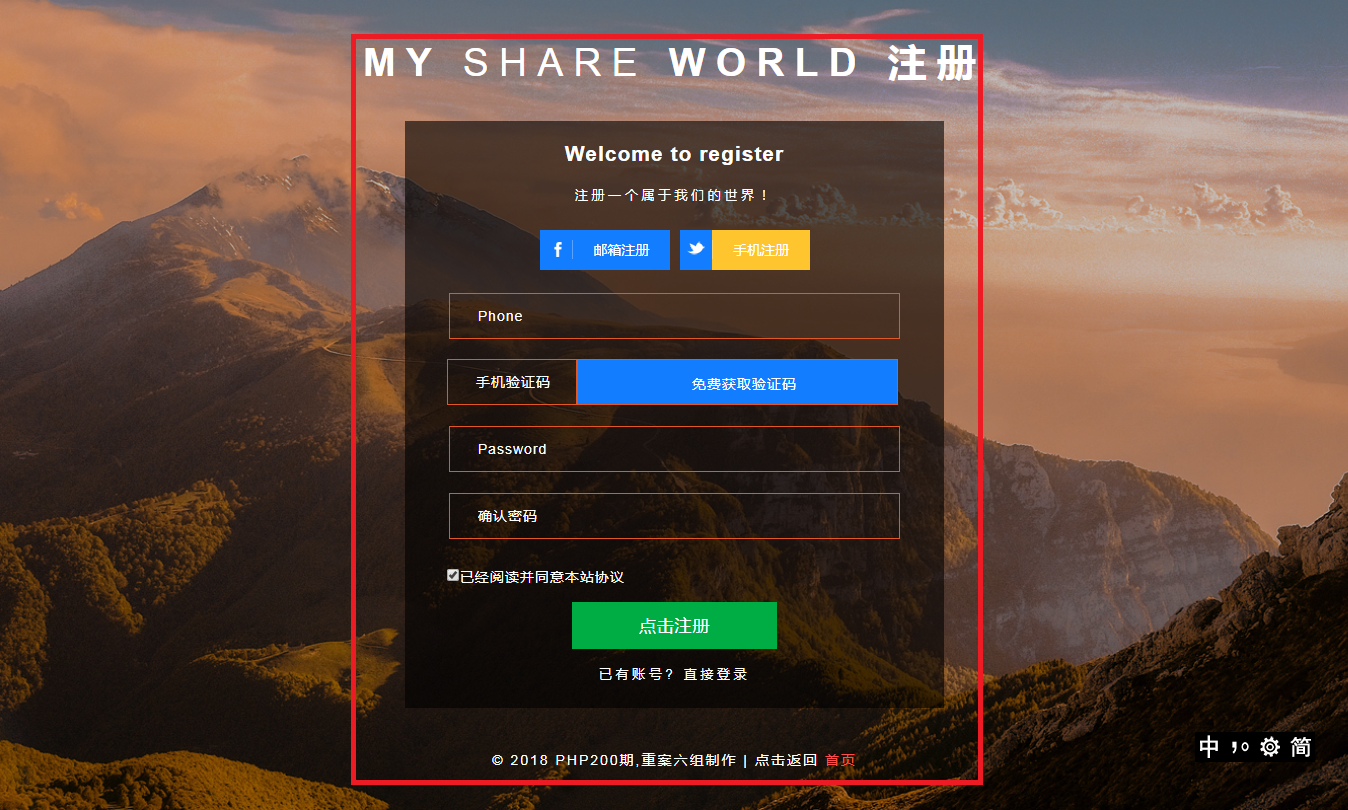 MY SHARE WORLD 注册
Welcome to register
注册一个属于我们的世界！
f 邮箱注册 手机注册
Phone
手机验证码 免费获取验证码
Password
确认密码
已经阅读并同意本站协议
点击注册
已有账号？直接登录
© 2018 PHP200期,重案六组制作 | 点击返回 首页
中 简